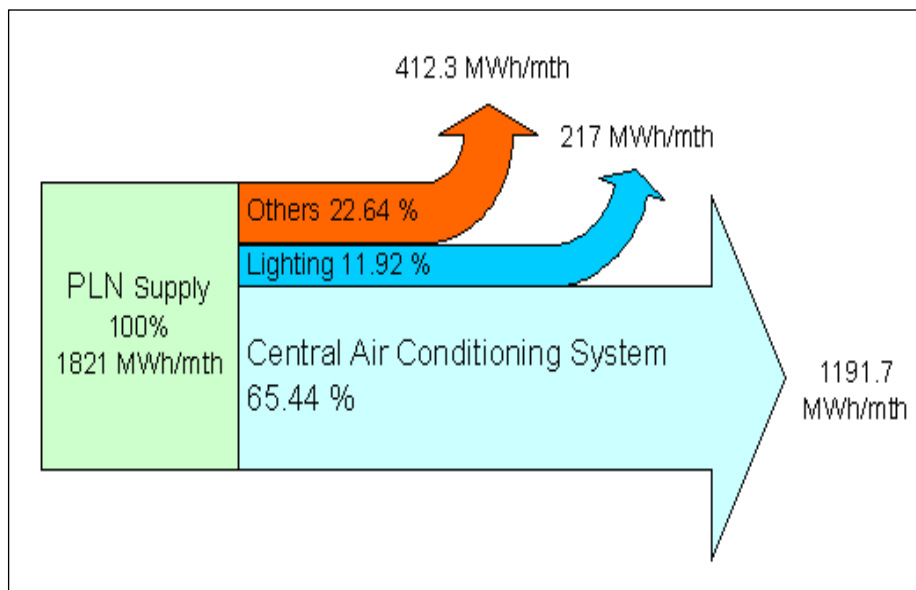 412.3 MWh/mth
217 MWh/mth
Others 22.64 %
Lighting 11.92 %
PLN Supply
100%
1821 MWh/mth
Central Air Conditioning System
65.44 %
1191.7
MWh/mth